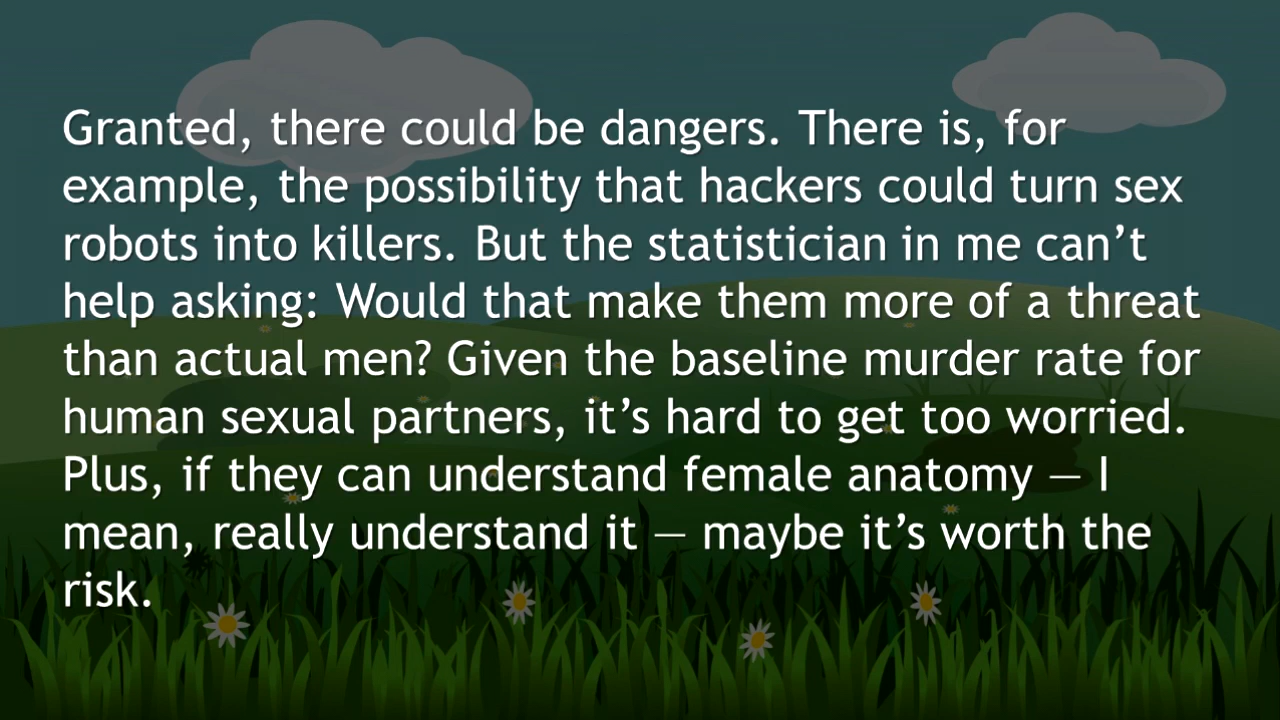 Granted, there could be dangers. There is, for
example, the possibility that hackers could turn sex
robots into killers. But the statistician in me can’t
help asking: Would that make them more of a threat
than actual men? Given the baseline murder rate for
human sexual partners, it’s hard to get too worried.
Plus, if they can understand female anatomy — I
mean, really understand it — maybe it’s worth the
risk.